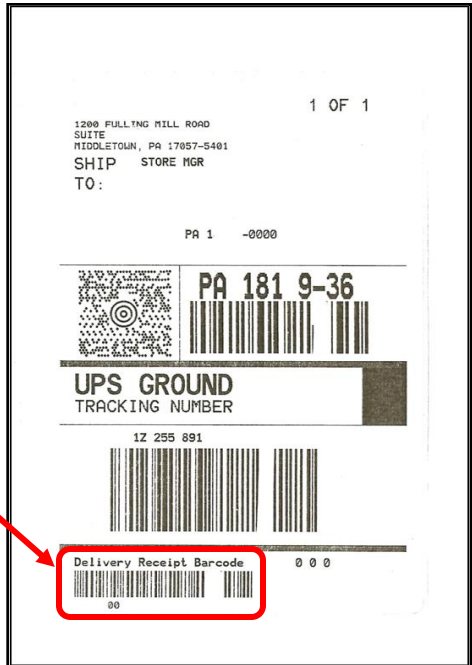 1 OF 1
1200 FULLING MILL ROAD
SUITE
MIDDLETOWN, PA 17057-5401
SHIP STORE MGR
TO:
PA 1 -0000
PA 181 9-36
UPS GROUND
TRACKING NUMBER
1Z 255 891
Delivery Receipt Barcode 0 0 0
00